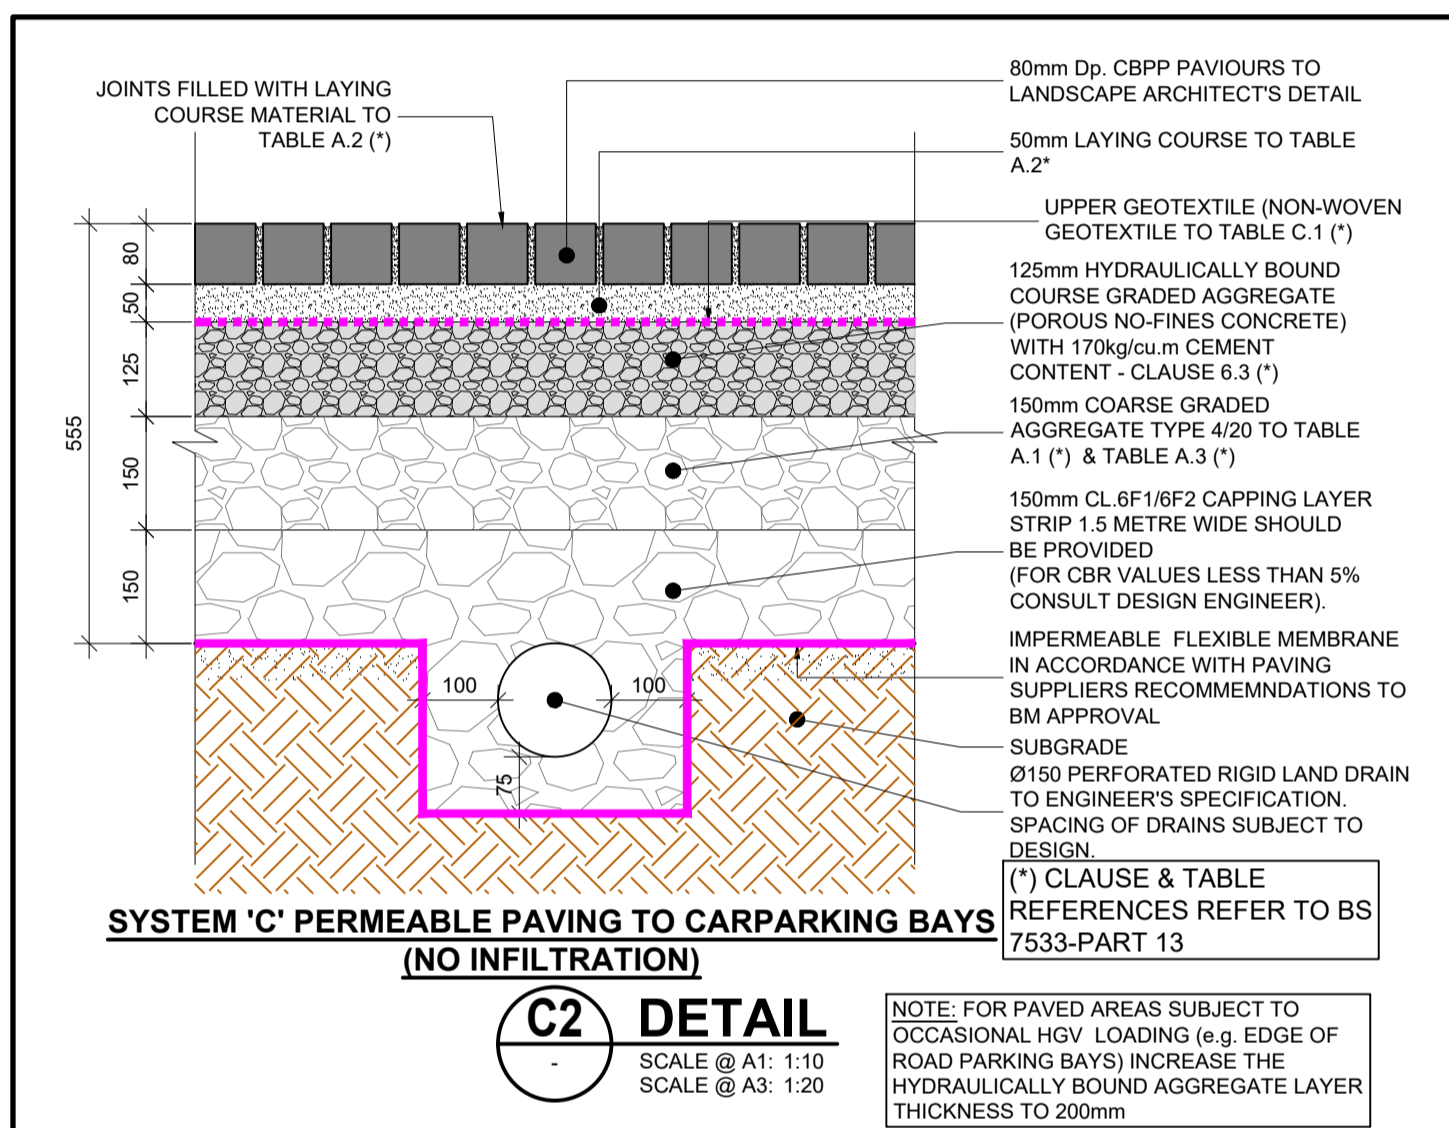 JOINTS FILLED WITH LAYING
COURSE MATERIAL TO
TABLE A.2 (*)
80mm Dp. CBPP PAVIOURS TO
LANDSCAPE ARCHITECT'S DETAIL
50mm LAYING COURSE TO TABLE
A.2*
UPPER GEOTEXTILE (NON-WOVEN
GEOTEXTILE TO TABLE C.1 (*)
125mm HYDRAULICALLY BOUND
COURSE GRADED AGGREGATE
(POROUS NO-FINES CONCRETE)
WITH 170kg/cu.m CEMENT
CONTENT - CLAUSE 6.3 (*)
150mm COARSE GRADED
AGGREGATE TYPE 4/20 TO TABLE
A.1 (*) & TABLE A.3 (*)
150mm CL.6F1/6F2 CAPPING LAYER
STRIP 1.5 METRE WIDE SHOULD
BE PROVIDED
(FOR CBR VALUES LESS THAN 5%
CONSULT DESIGN ENGINEER).
IMPERMEABLE FLEXIBLE MEMBRANE
IN ACCORDANCE WITH PAVING
SUPPLIERS RECOMMEMNDATIONS TO
BM APPROVAL
SUBGRADE
Ø150 PERFORATED RIGID LAND DRAIN
TO ENGINEER'S SPECIFICATION.
SPACING OF DRAINS SUBJECT TO
DESIGN.
555
80
50
125
150
150
100
100
75
(*) CLAUSE & TABLE
REFERENCES REFER TO BS
7533-PART 13
SYSTEM 'C' PERMEABLE PAVING TO CARPARKING BAYS
(NO INFILTRATION)
C2
-
DETAIL
SCALE @ A1: 1:10
SCALE @ A3: 1:20
NOTE: FOR PAVED AREAS SUBJECT TO
OCCASIONAL HGV LOADING (e.g. EDGE OF
ROAD PARKING BAYS) INCREASE THE
HYDRAULICALLY BOUND AGGREGATE LAYER
THICKNESS TO 200mm